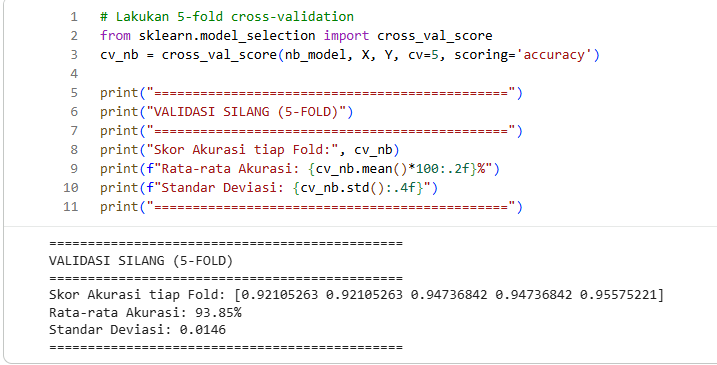 1 # Lakukan 5-fold cross-validation
2 from sklearn.model_selection import cross_val_score
3 cv_nb = cross_val_score(nb_model, X, Y, cv=5, scoring='accuracy')
4
5 print("==============================================")
6 print("VALIDASI SILANG (5-FOLD)")
7 print("==============================================")
8 print("Skor Akurasi tiap Fold:", cv_nb)
9 print(f"Rata-rata Akurasi: {cv_nb.mean()*100:.2f}%")
10 print(f"Standar Deviasi: {cv_nb.std():.4f}")
11 print("==============================================")
==============================================
VALIDASI SILANG (5-FOLD)
==============================================
Skor Akurasi tiap Fold: [0.92105263 0.92105263 0.94736842 0.94736842 0.95575221]
Rata-rata Akurasi: 93.85%
Standar Deviasi: 0.0146
==============================================